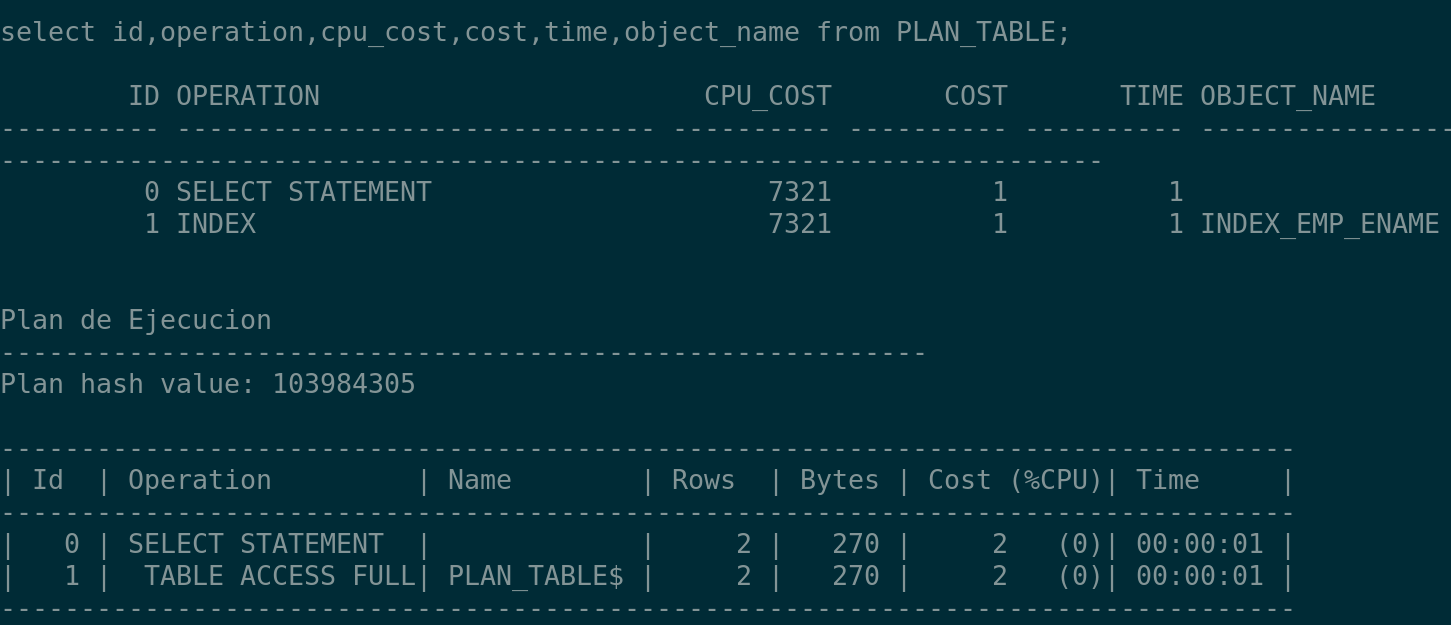 select id,operation,cpu_cost,cost,time,object_name from PLAN_TABLE;
        ID OPERATION                        CPU_COST       COST       TIME OBJECT_NAME
---------- ------------------------------ ---------- ---------- ---------- ----------------
---------------------------------------------------------------------
         0 SELECT STATEMENT                     7321          1          1
         1 INDEX                                7321          1          1 INDEX_EMP_ENAME
Plan de Ejecucion
----------------------------------------------------------
Plan hash value: 103984305
---------------------------------------------------------------------------------
| Id  | Operation         | Name        | Rows  | Bytes | Cost (%CPU)| Time     |
---------------------------------------------------------------------------------
|   0 | SELECT STATEMENT  |             |     2 |   270 |     2   (0)| 00:00:01 |
|   1 |  TABLE ACCESS FULL| PLAN_TABLE$ |     2 |   270 |     2   (0)| 00:00:01 |
---------------------------------------------------------------------------------